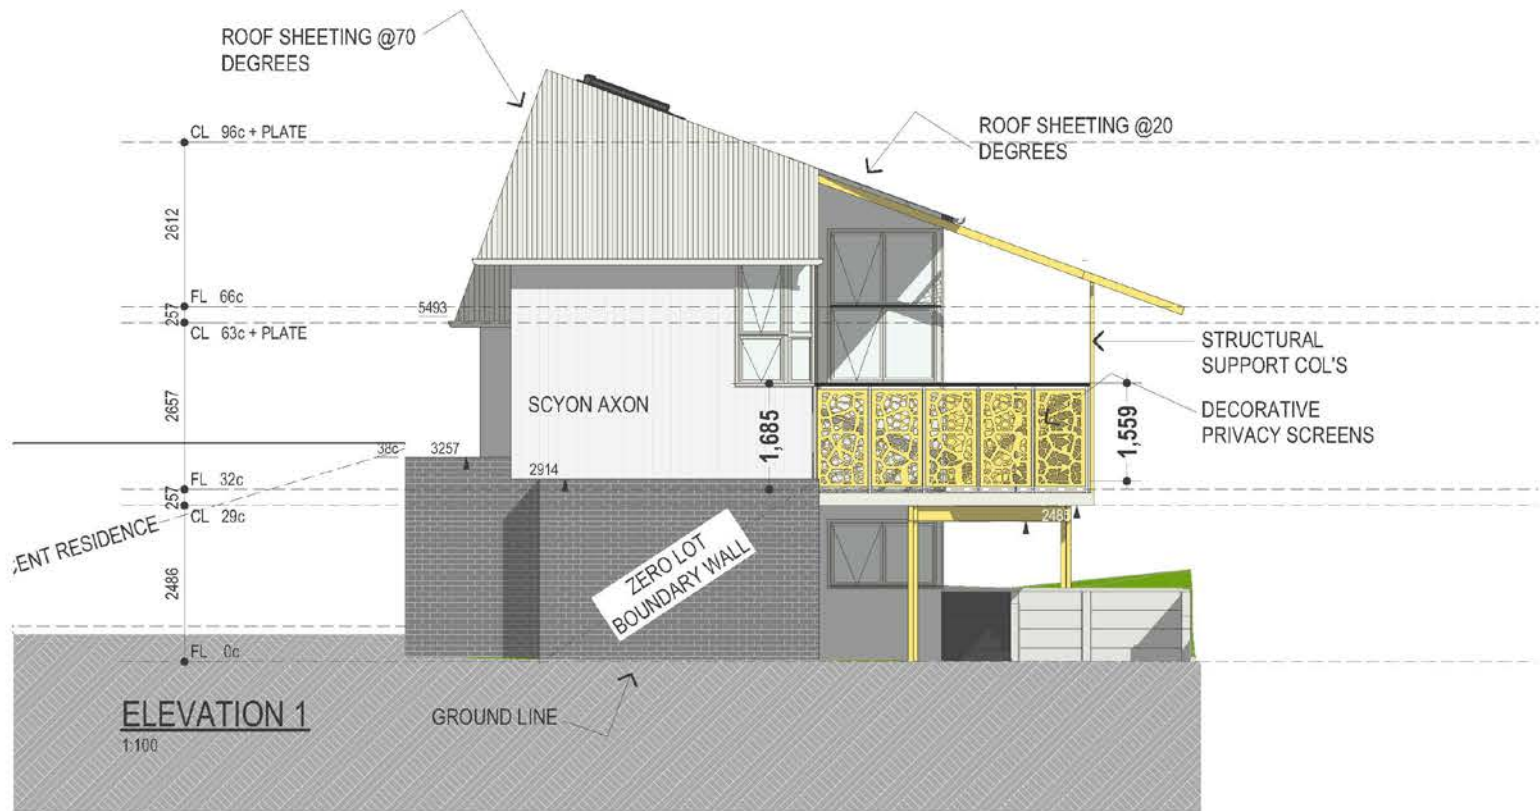 ROOF SHEETING @70
DEGREES
CL 96c + PLATE
ROOF SHEETING @20
DEGREES
2612
FL 66c
257
5493
CL 63c + PLATE
STRUCTURAL
SUPPORT COL'S
2657
SCYON AXON
1,685
1,559
DECORATIVE
PRIVACY SCREENS
38c
3257
2914
FL 32c
257
CL 29c
2485
ENT RESIDENCE
ZERO LOT
BOUNDARY WALL
2486
FL 0c
ELEVATION 1
1:100
GROUND LINE